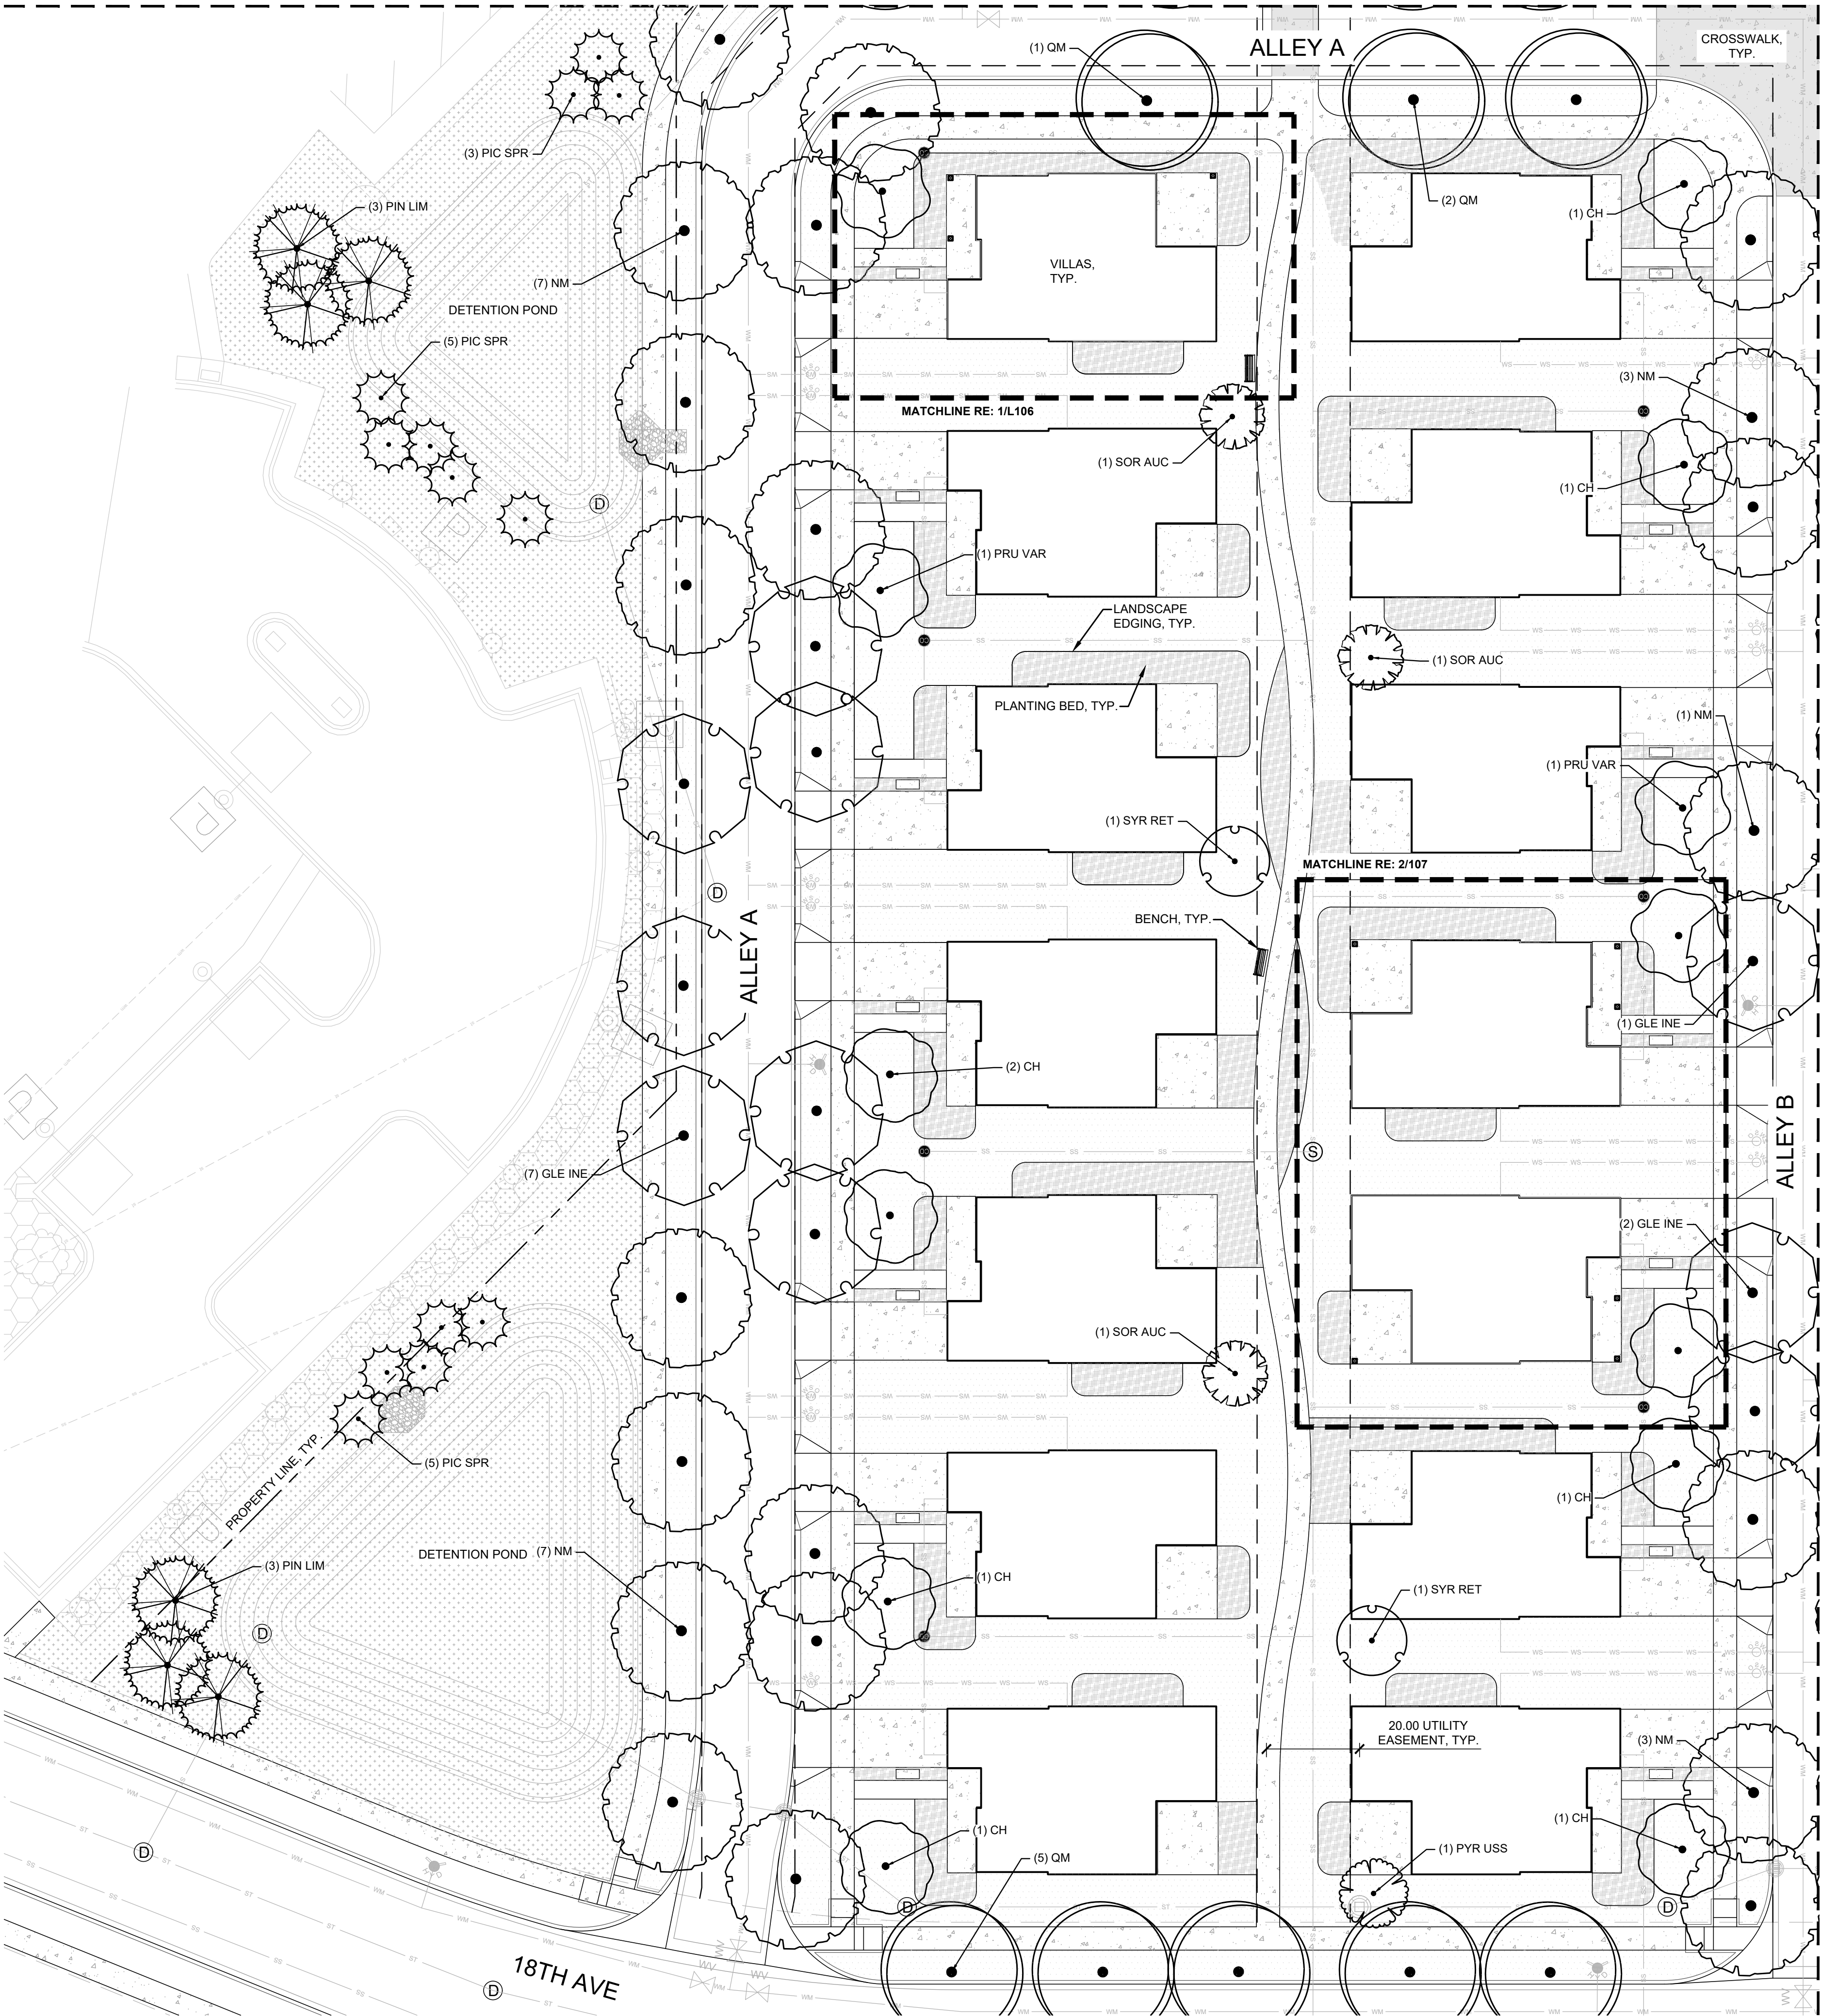 ALLEY A
CROSSWALK,
TYP.
(1) QM
(3) PIC SPR
(2) QM
(1) CH
(3) PIN LIM
(7) NM
VILLAS,
TYP.
DETENTION POND
(5) PIC SPR
(3) NM
MATCHLINE RE: 1/L106
(1) SOR AUC
(1) CH
(1) PRU VAR
LANDSCAPE
EDGING, TYP.
(1) SOR AUC
PLANTING BED, TYP.
(1) NM
(1) PRU VAR
(1) SYR RET
MATCHLINE RE: 2/107
BENCH, TYP.
ALLEY A
(1) GLE INE
(2) CH
ALLEY B
S
(7) GLE INE
(2) GLE INE
(1) SOR AUC
PROPERTY LINE, TYP.
(5) PIC SPR
(1) CH
DETENTION POND
(7) NM
(3) PIN LIM
(1) CH
(1) SYR RET
20.00 UTILITY
EASEMENT, TYP.
(3) NM
(1) CH
(1) CH
(5) QM
(1) PYR USS
18TH AVE
D
D
D
D
D
D
D